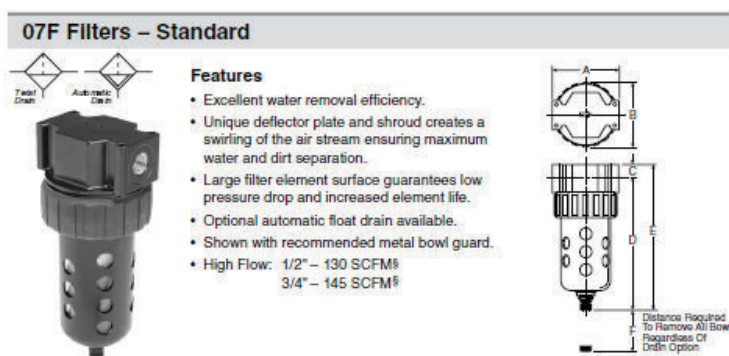 07F Filters – Standard
Twist
Drain
Automatic
Drain
Features
• Excellent water removal efficiency.
• Unique deflector plate and shroud creates a
swirling of the air stream ensuring maximum
water and dirt separation.
• Large filter element surface guarantees low
pressure drop and increased element life.
• Optional automatic float drain available.
• Shown with recommended metal bowl guard.
• High Flow: 1/2" – 130 SCFM§
3/4" – 145 SCFM§
A
B
C
D
E
F
Distance Required
To Remove All Bowl
Regardless Of
Drain Option